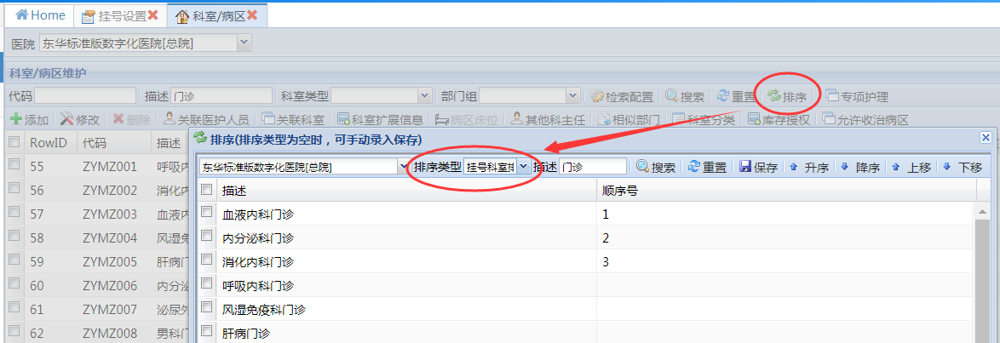 Home 挂号设置 科室/病区
医院 东华标准版数字化医院[总院]
科室/病区维护
代码 描述 门诊 科室类型 部门组 检索配置 搜索 重置 排序 专项护理
添加 修改 删除 关联医护人员 关联科室 科室扩展信息 病区床位 其他科主任 相似部门 科室分类 库存授权 允许收治病区
RowID 代码 描述
55 ZYMZ001 呼吸内
56 ZYMZ002 消化内
57 ZYMZ003 血液内
58 ZYMZ004 风湿免
59 ZYMZ005 肝病门
60 ZYMZ006 内分泌
61 ZYMZ007 泌尿外
62 ZYMZ008 男科门
排序(排序类型为空时，可手动录入保存)
东华标准版数字化医院[总院] 排序类型 挂号科室排 描述 门诊 搜索 重置 保存 升序 降序 上移 下移
描述 顺序号
血液内科门诊 1
内分泌科门诊 2
消化内科门诊 3
呼吸内科门诊
风湿免疫科门诊
肝病门诊